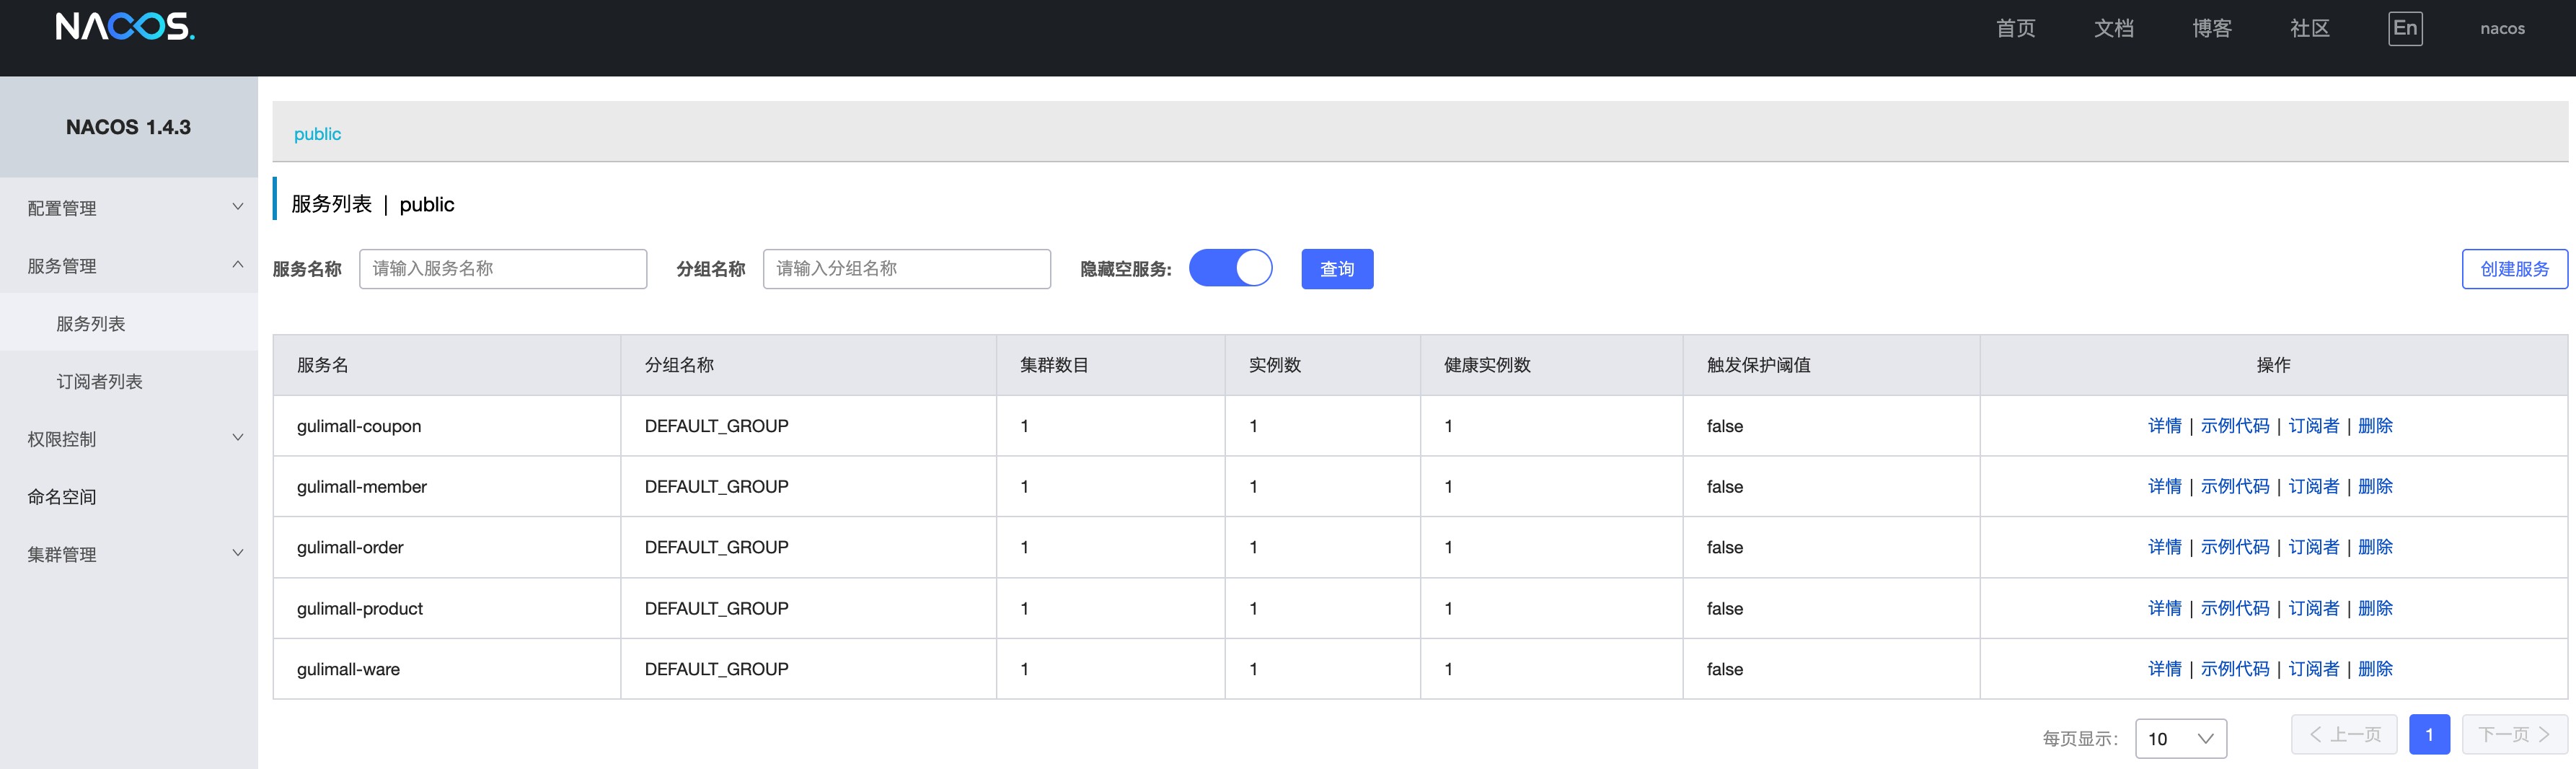 NACOS.
首页 文档 博客 社区 En nacos
NACOS 1.4.3
配置管理
服务管理
服务列表
订阅者列表
权限控制
命名空间
集群管理
public
服务列表 | public
服务名称 请输入服务名称 分组名称 请输入分组名称 隐藏空服务: 查询 创建服务
服务名 分组名称 集群数目 实例数 健康实例数 触发保护阈值 操作
gulimall-coupon DEFAULT_GROUP 1 1 1 false 详情 | 示例代码 | 订阅者 | 删除
gulimall-member DEFAULT_GROUP 1 1 1 false 详情 | 示例代码 | 订阅者 | 删除
gulimall-order DEFAULT_GROUP 1 1 1 false 详情 | 示例代码 | 订阅者 | 删除
gulimall-product DEFAULT_GROUP 1 1 1 false 详情 | 示例代码 | 订阅者 | 删除
gulimall-ware DEFAULT_GROUP 1 1 1 false 详情 | 示例代码 | 订阅者 | 删除
每页显示: 10 上一页 1 下一页